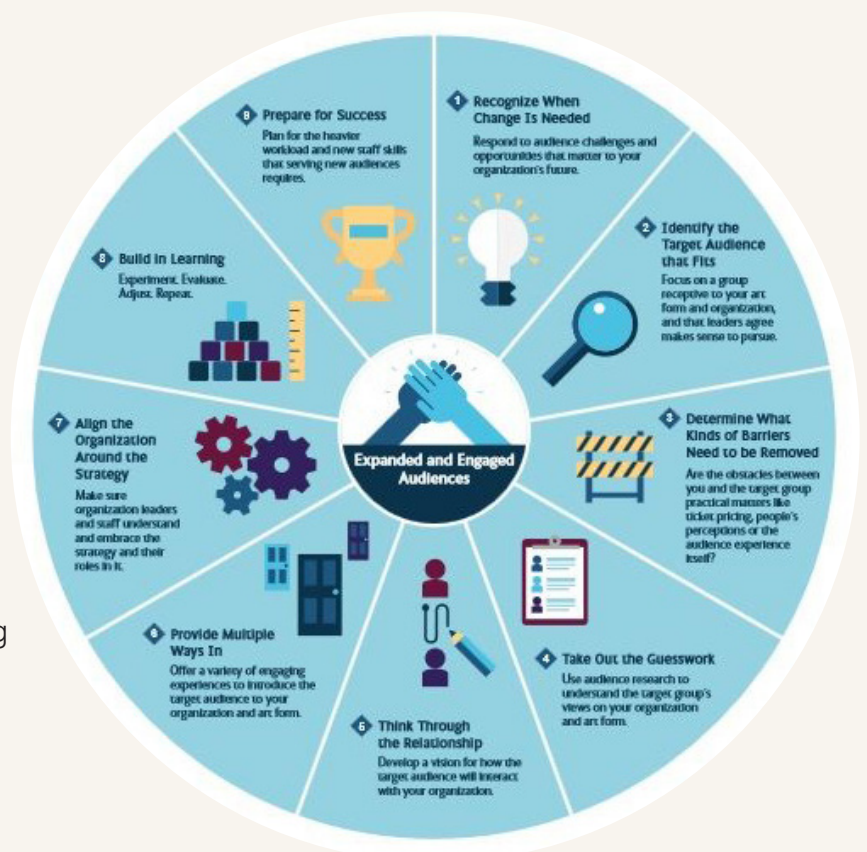 1 Recognize When
Change Is Needed
Respond to audience challenges and
opportunities that matter to your
organization's future.
2 Identify the
Target Audience
that Fits
Focus on a group
receptive to your art
form and organization,
and that leaders agree
makes sense to pursue.
3 Determine What
Kinds of Barriers
Need to be Removed
Are the obstacles between
you and the target group
practical matters like
ticket pricing, people's
perceptions or the
audience experience
itself?
4 Take Out the Guesswork
Use audience research to
understand the target group's
views on your organization
and art form.
5 Think Through
the Relationship
Develop a vision for how the
target audience will interact
with your organization.
6 Provide Multiple
Ways In
Offer a variety of engaging
experiences to introduce the
target audience to your
organization and art form.
7 Align the
Organization
Around the
Strategy
Make sure
organization leaders
and staff understand
and embrace the
strategy and their
roles in it.
8 Build in Learning
Experiment. Evaluate.
Adjust. Repeat.
9 Prepare for Success
Plan for the heavier
workload and new staff skills
that serving new audiences
requires.
Expanded and Engaged
Audiences
g